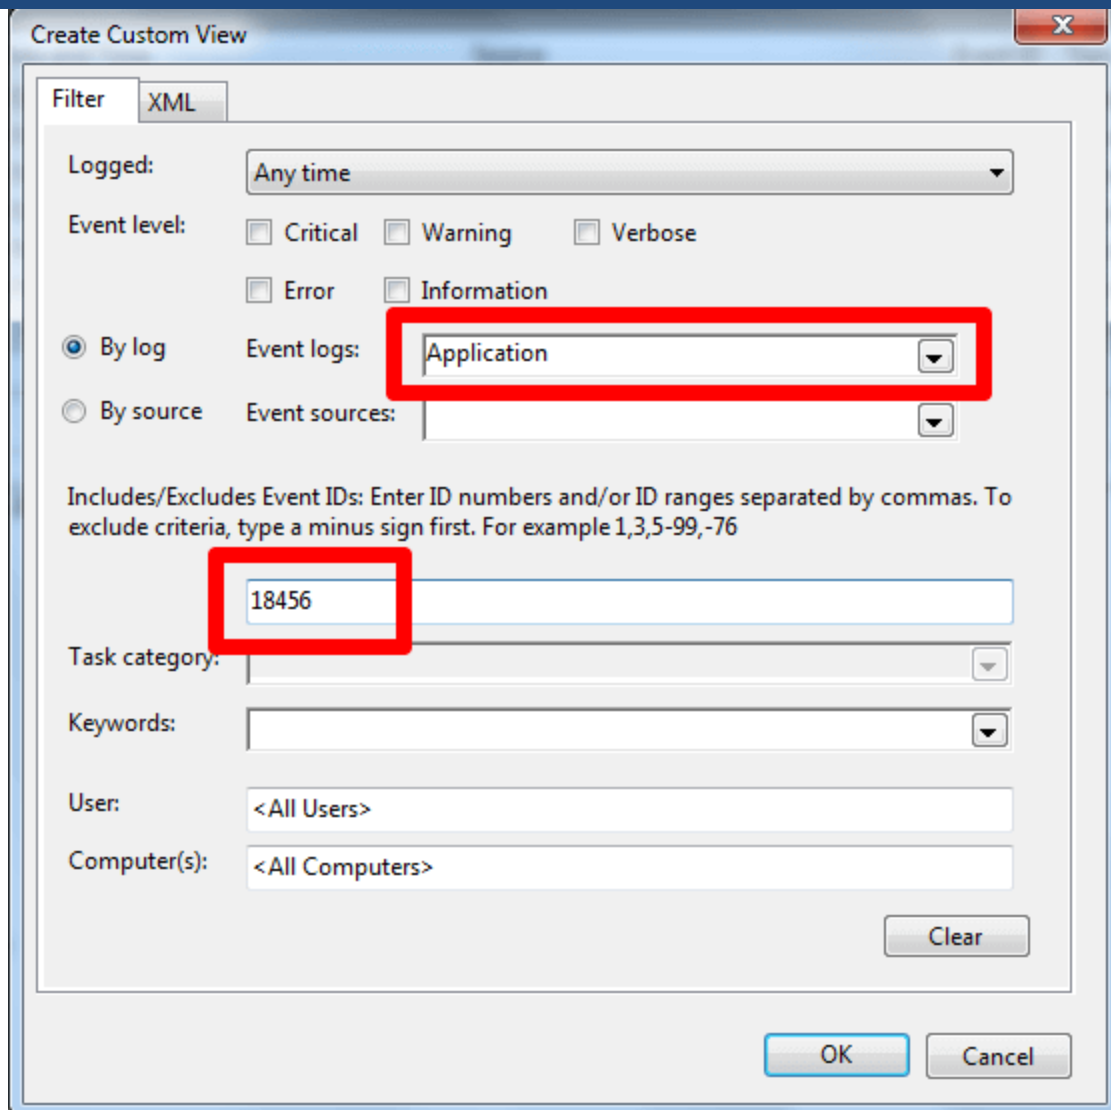 Create Custom View
Filter
XML
Logged:
Any time
Event level:
Critical
Warning
Verbose
Error
Information
By log
Event logs:
Application
By source
Event sources:
Includes/Excludes Event IDs: Enter ID numbers and/or ID ranges separated by commas. To
exclude criteria, type a minus sign first. For example 1,3,5-99,-76
18456
Task category:
Keywords:
User:
<All Users>
Computer(s):
<All Computers>
Clear
OK
Cancel